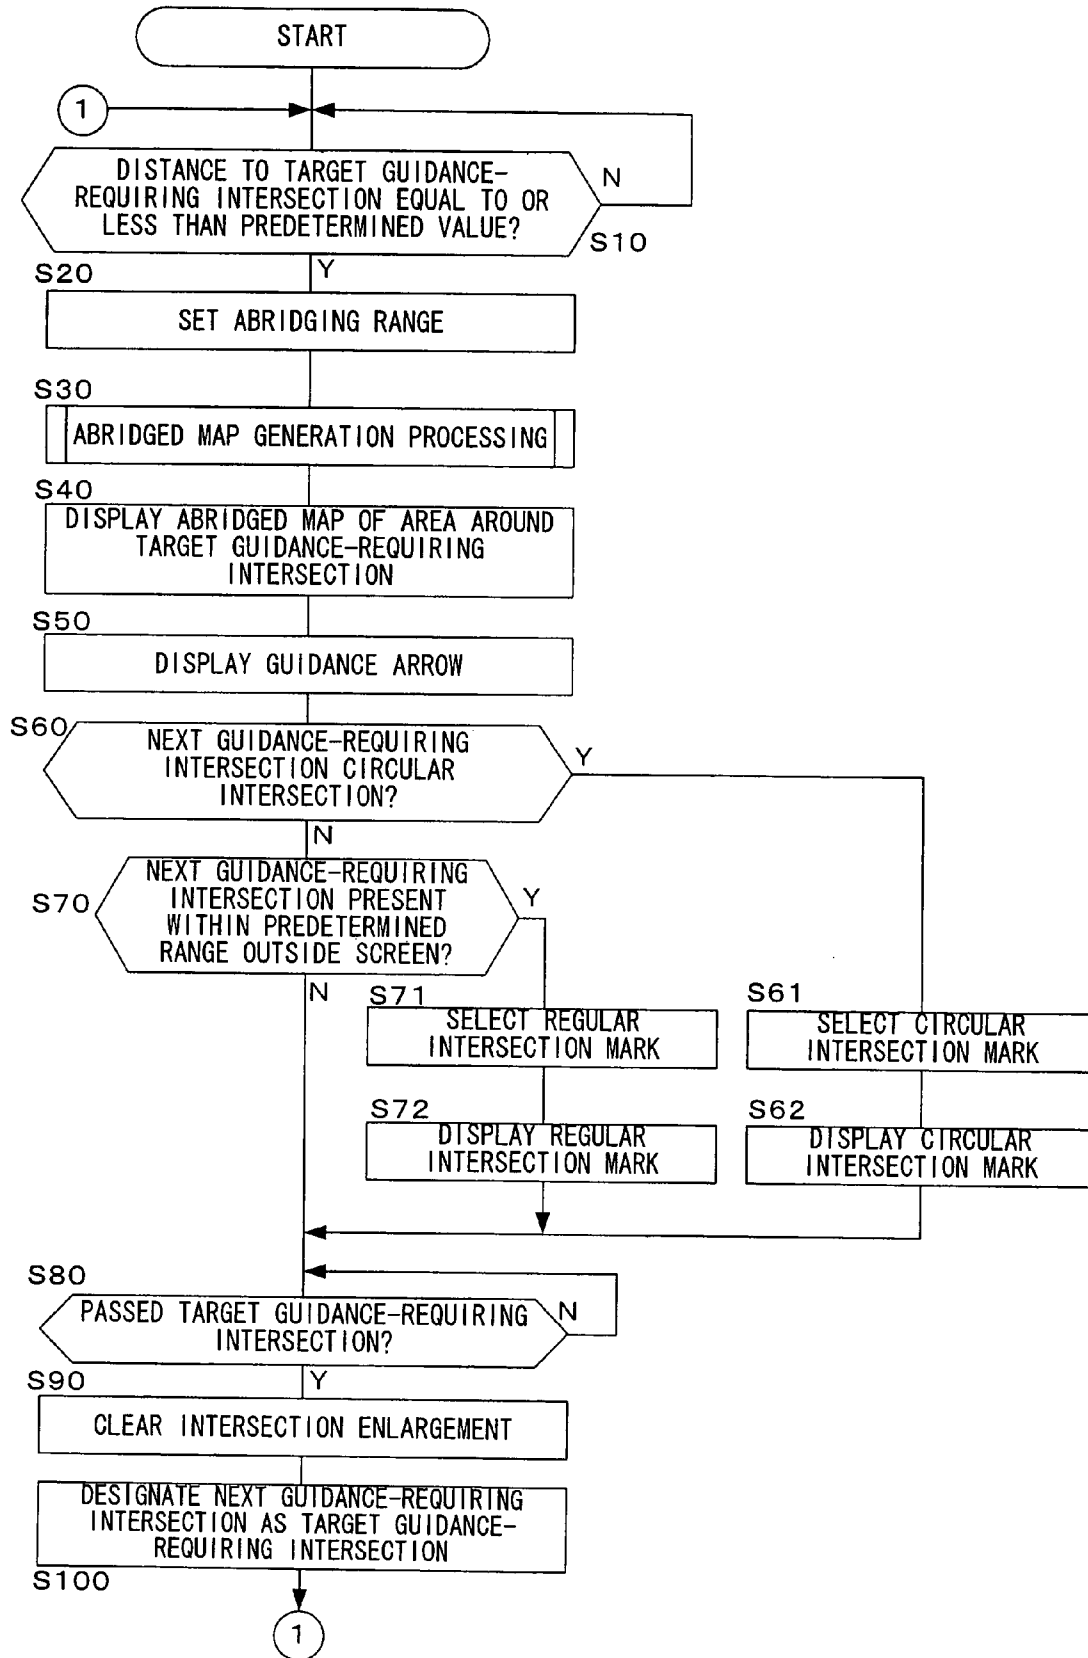 START
1
DISTANCE TO TARGET GUIDANCE-
REQUIRING INTERSECTION EQUAL TO OR
LESS THAN PREDETERMINED VALUE?
N
S10
Y
S20
SET ABRIDGING RANGE
S30
ABRIDGED MAP GENERATION PROCESSING
S40
DISPLAY ABRIDGED MAP OF AREA AROUND
TARGET GUIDANCE-REQUIRING
INTERSECTION
S50
DISPLAY GUIDANCE ARROW
S60
NEXT GUIDANCE-REQUIRING
INTERSECTION CIRCULAR
INTERSECTION?
Y
N
S70
NEXT GUIDANCE-REQUIRING
INTERSECTION PRESENT
WITHIN PREDETERMINED
RANGE OUTSIDE SCREEN?
Y
N
S71
SELECT REGULAR
INTERSECTION MARK
S61
SELECT CIRCULAR
INTERSECTION MARK
S72
DISPLAY REGULAR
INTERSECTION MARK
S62
DISPLAY CIRCULAR
INTERSECTION MARK
S80
PASSED TARGET GUIDANCE-REQUIRING
INTERSECTION?
N
Y
S90
CLEAR INTERSECTION ENLARGEMENT
DESIGNATE NEXT GUIDANCE-REQUIRING
INTERSECTION AS TARGET GUIDANCE-
REQUIRING INTERSECTION
S100
1